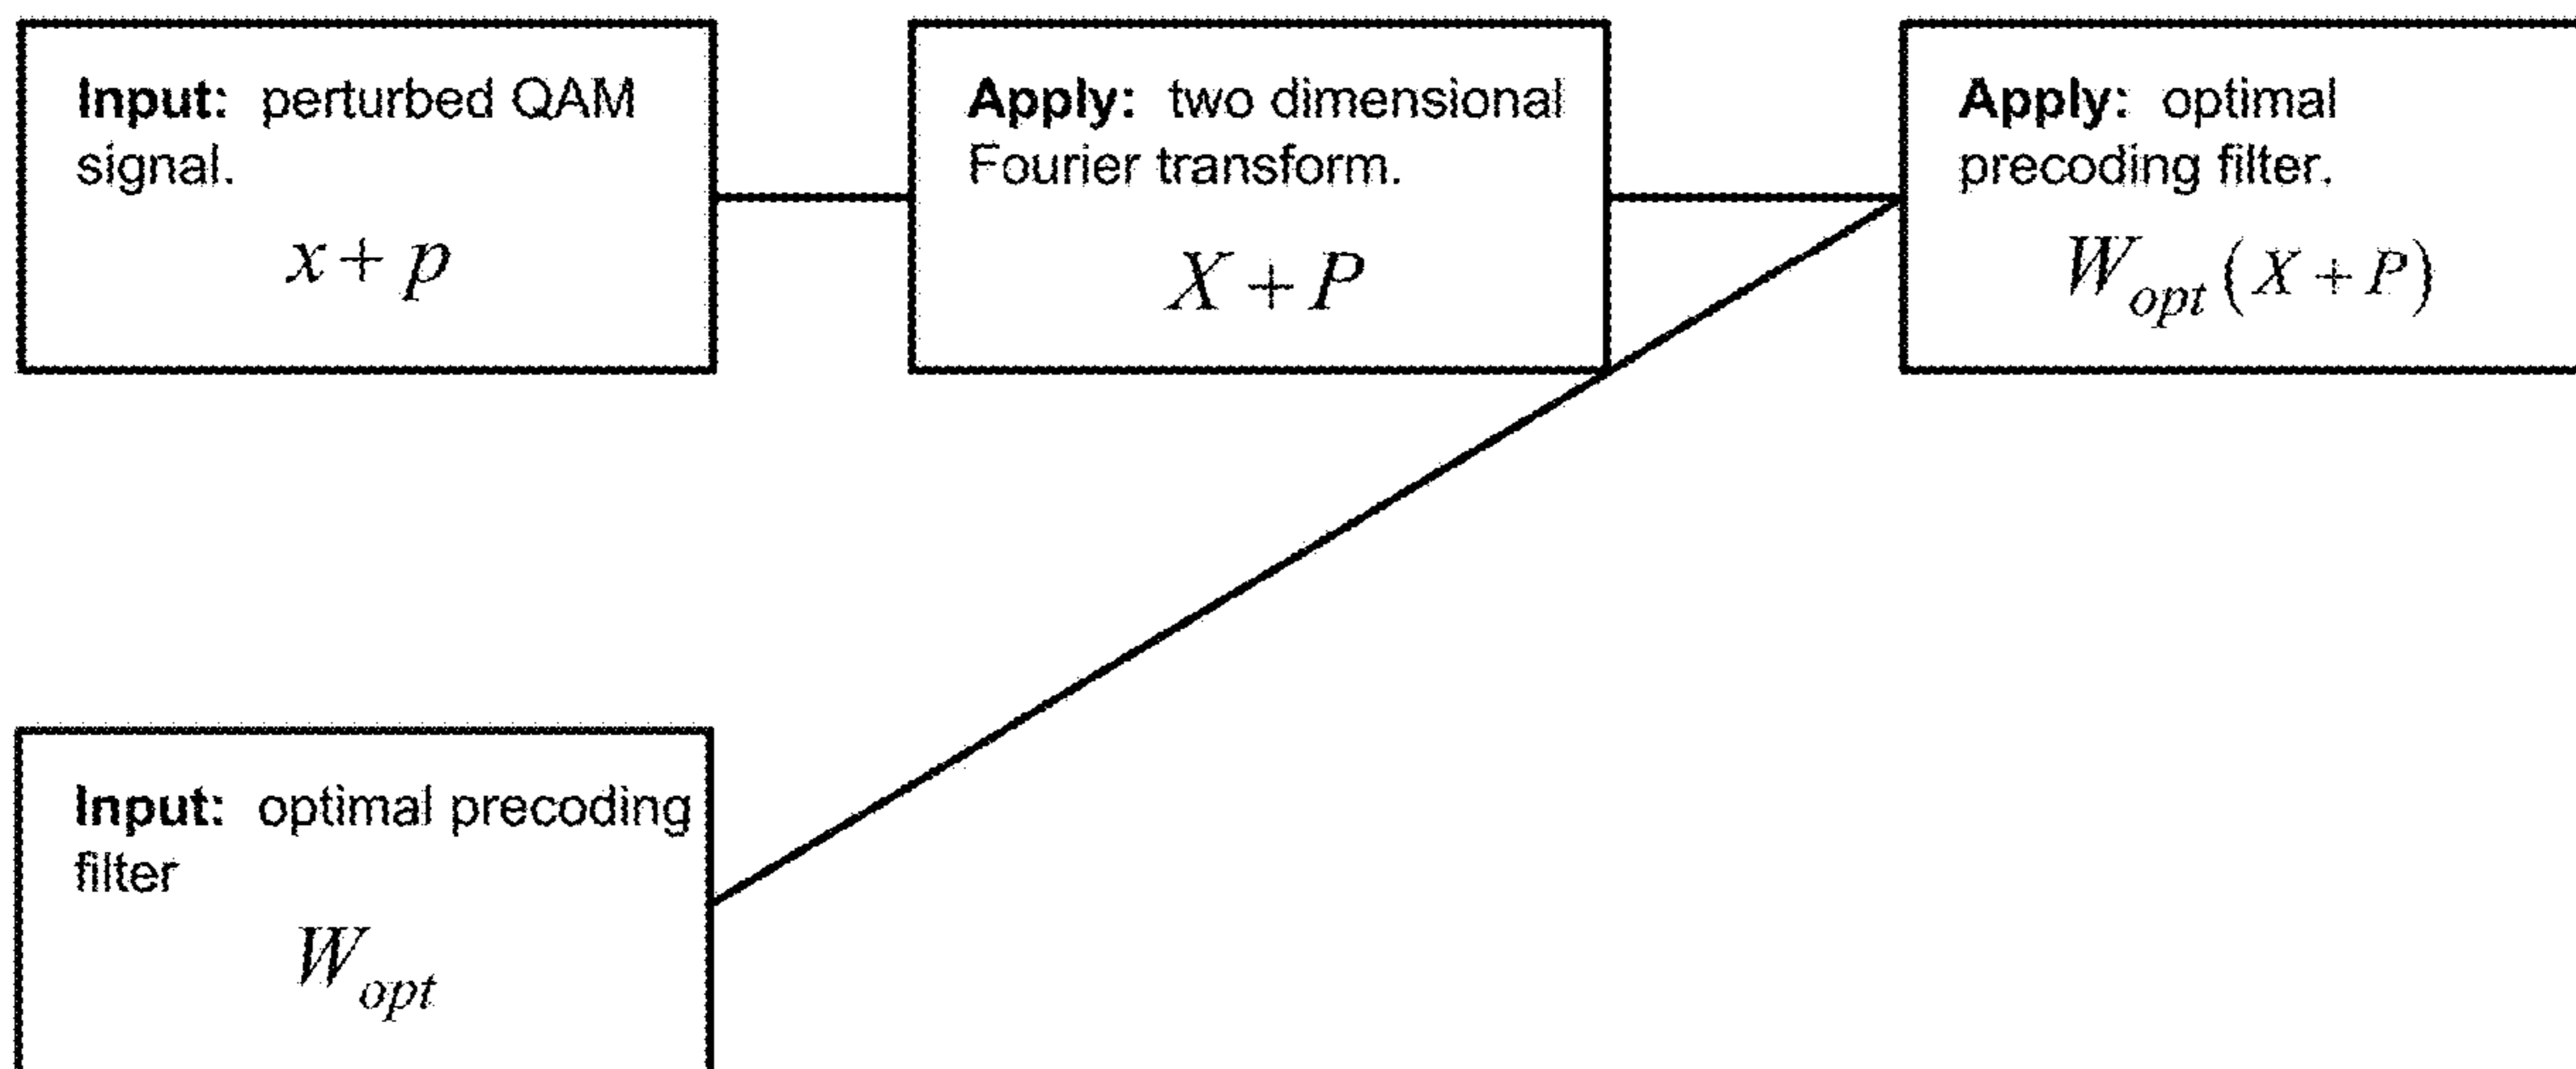 Input: perturbed QAM
signal.
x + p
Apply: two dimensional
Fourier transform.
X + P
Apply: optimal
precoding filter.
W_opt (X + P)
Input: optimal precoding
filter
W_opt